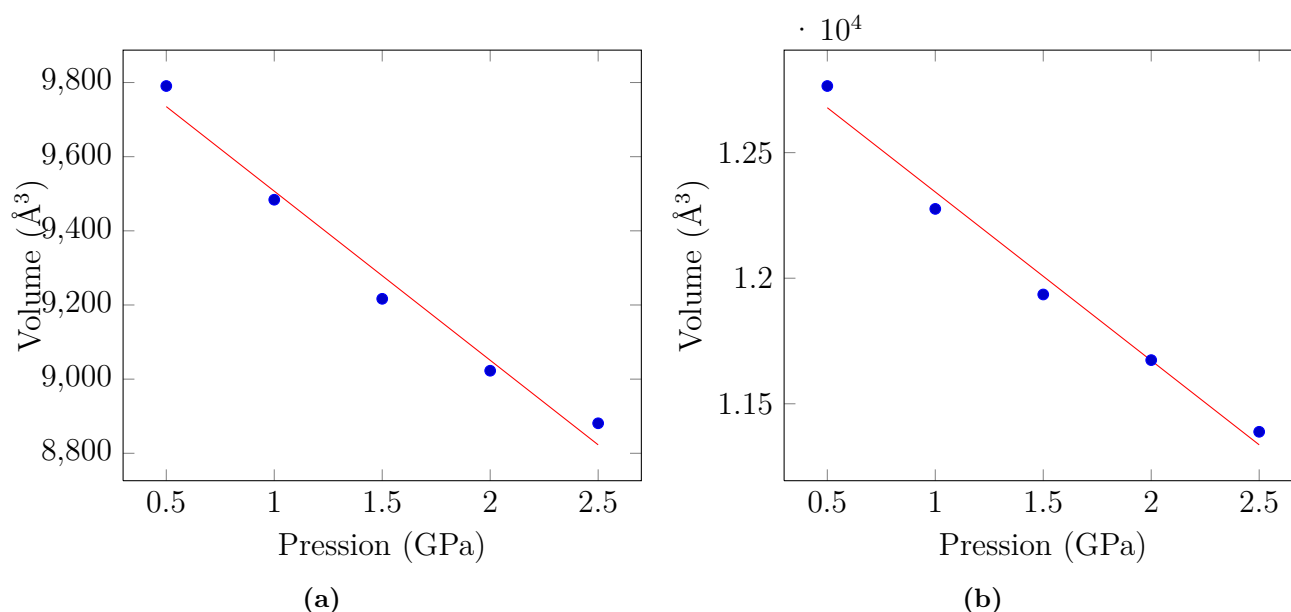 · 10⁴
9,800
9,600
9,400
9,200
9,000
8,800
Volume (Å³)
0.5 1 1.5 2 2.5
Pression (GPa)
(a)
1.25
1.2
1.15
Volume (Å³)
0.5 1 1.5 2 2.5
Pression (GPa)
(b)